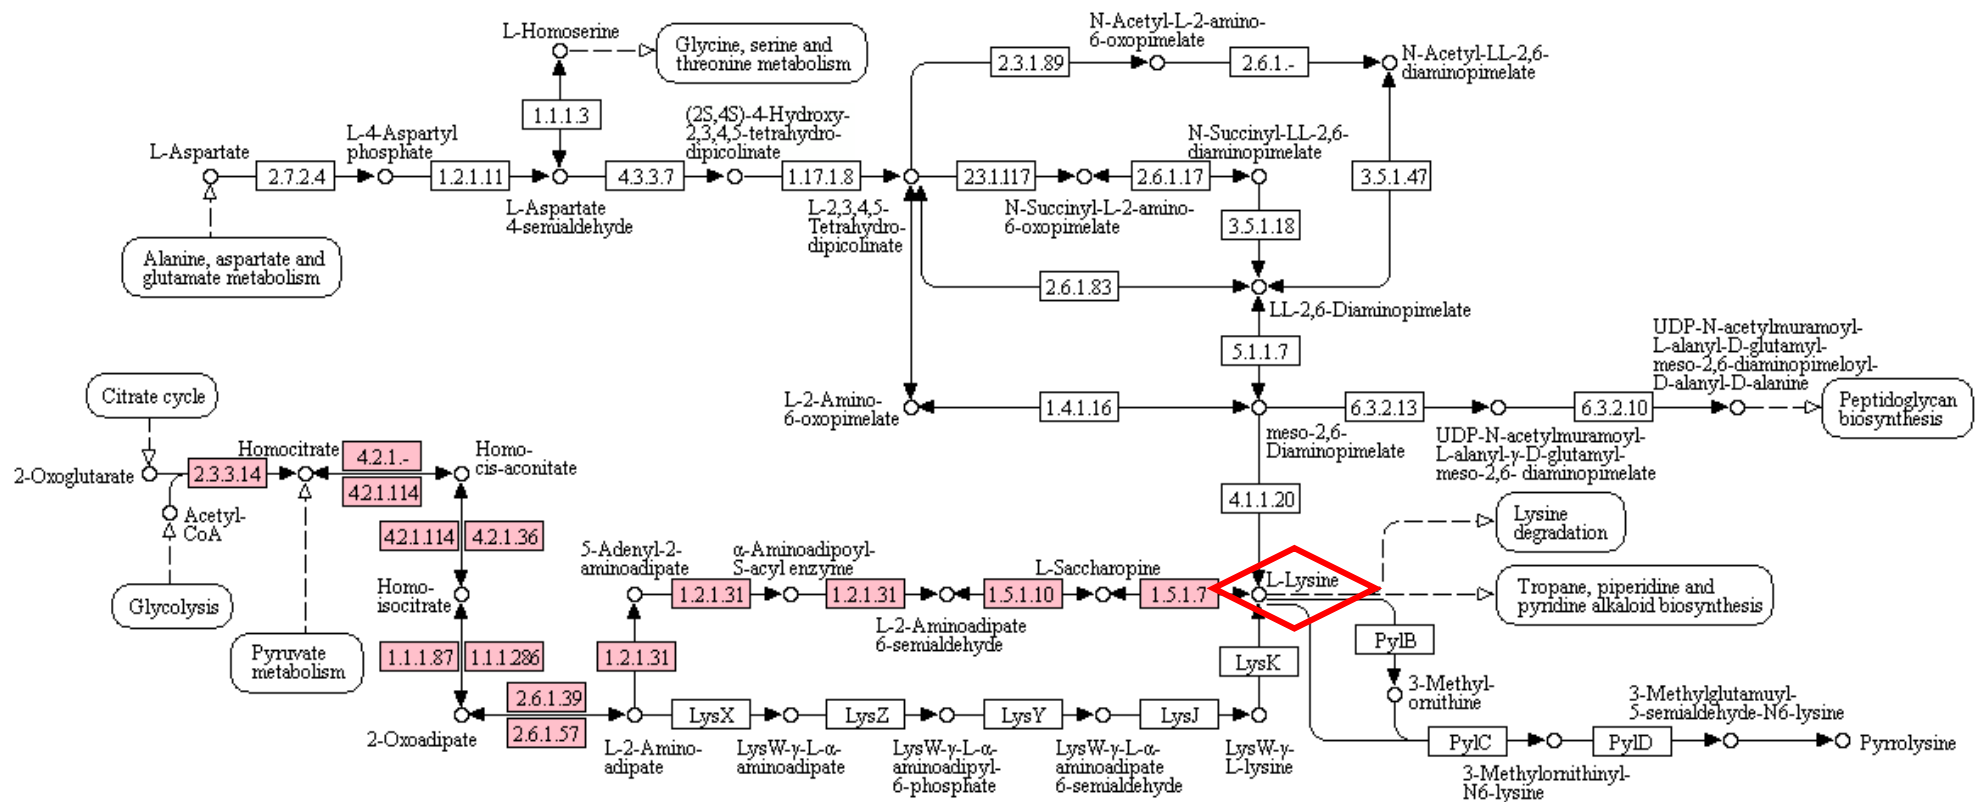 L-Homoserine
Glycine, serine and
threonine metabolism
N-Acetyl-L-2-amino-
6-oxopimelate
2.3.1.89
2.6.1.-
N-Acetyl-LL-2,6-
diaminopimelate
1.1.1.3
L-Aspartate
L-4-Aspartyl
phosphate
(2S,4S)-4-Hydroxy-
2,3,4,5-tetrahydro-
dipicolinate
N-Succinyl-LL-2,6-
diaminopimelate
2.7.2.4
1.2.1.11
4.3.3.7
1.17.1.8
2.3.1.117
2.6.1.17
3.5.1.47
L-Aspartate
4-semialdehyde
L-2,3,4,5-
Tetrahydro-
dipicolinate
N-Succinyl-L-2-amino-
6-oxopimelate
3.5.1.18
Alanine, aspartate and
glutamate metabolism
2.6.1.83
LL-2,6-Diaminopimelate
5.1.1.7
UDP-N-acetylmuramoyl-
L-alanyl-D-glutamyl-
meso-2,6-diaminopimeloyl-
D-alanyl-D-alanine
Citrate cycle
L-2-Amino-
6-oxopimelate
1.4.1.16
6.3.2.13
6.3.2.10
Peptidoglycan
biosynthesis
meso-2,6-
Diaminopimelate
UDP-N-acetylmuramoyl-
L-alanyl-γ-D-glutamyl-
meso-2,6- diaminopimelate
2-Oxoglutarate
2.3.3.14
Homocitrate
4.2.1.-
4.2.1.114
Homo-
cis-aconitate
Acetyl-
CoA
4.1.1.20
Lysine
degradation
4.2.1.114
4.2.1.36
5-Adenyl-2-
aminoadipate
α-Aminoadipoyl-
S-acyl enzyme
L-Saccharopine
L-Lysine
Glycolysis
Homo-
isocitrate
1.2.1.31
1.2.1.31
1.5.1.10
1.5.1.7
Tropane, piperidine and
pyridine alkaloid biosynthesis
L-2-Aminoadipate
6-semialdehyde
Pyruvate
metabolism
1.1.1.87
1.1.1.286
1.2.1.31
LysK
PylB
3-Methyl-
ornithine
2.6.1.39
2.6.1.57
2-Oxoadipate
LysX
LysZ
LysY
LysJ
3-Methylglutamuyl-
5-semialdehyde-N6-lysine
L-2-Amino-
adipate
LysW-γ-L-α-
aminoadipate
LysW-γ-L-α-
aminoadipyl-
6-phosphate
LysW-γ-L-α-
aminoadipate
6-semialdehyde
LysW-γ-
L-lysine
PylC
PylD
Pyrrolysine
3-Methylornithinyl-
N6-lysine